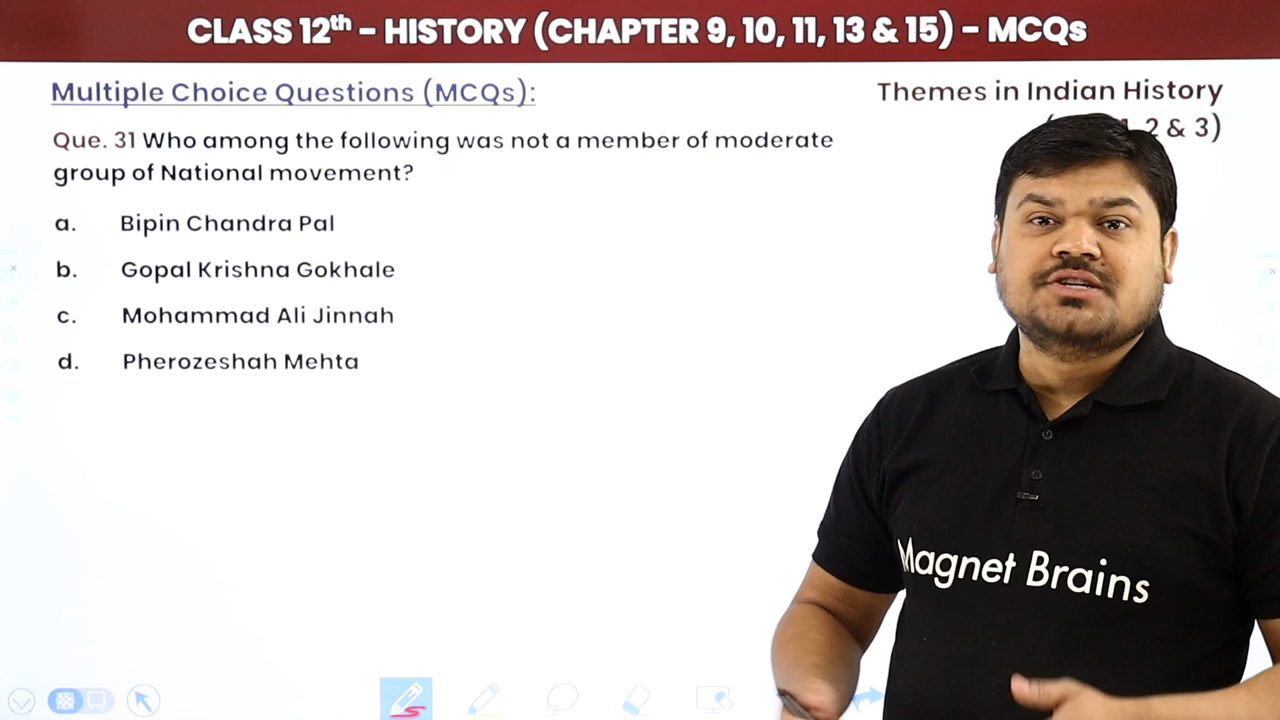 CLASS 12th - HISTORY (CHAPTER 9, 10, 11, 13 & 15) - MCQs
Multiple Choice Questions (MCQs):
Themes in Indian History
2 & 3)
Que. 31 Who among the following was not a member of moderate
group of National movement?
a. Bipin Chandra Pal
b. Gopal Krishna Gokhale
c. Mohammad Ali Jinnah
d. Pherozeshah Mehta
Magnet Brains